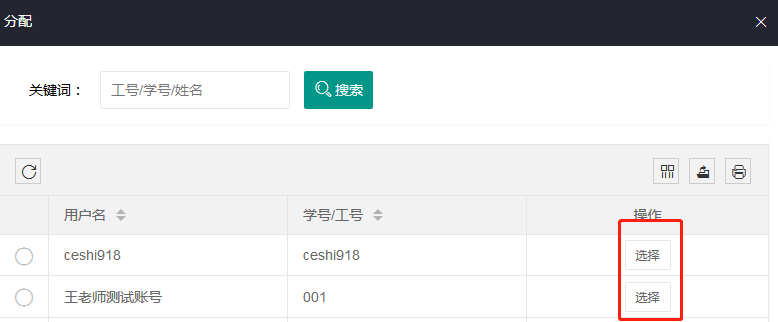 分配
关键词： 工号/学号/姓名 搜索
用户名 学号/工号 操作
ceshi918 ceshi918 选择
王老师测试账号 001 选择